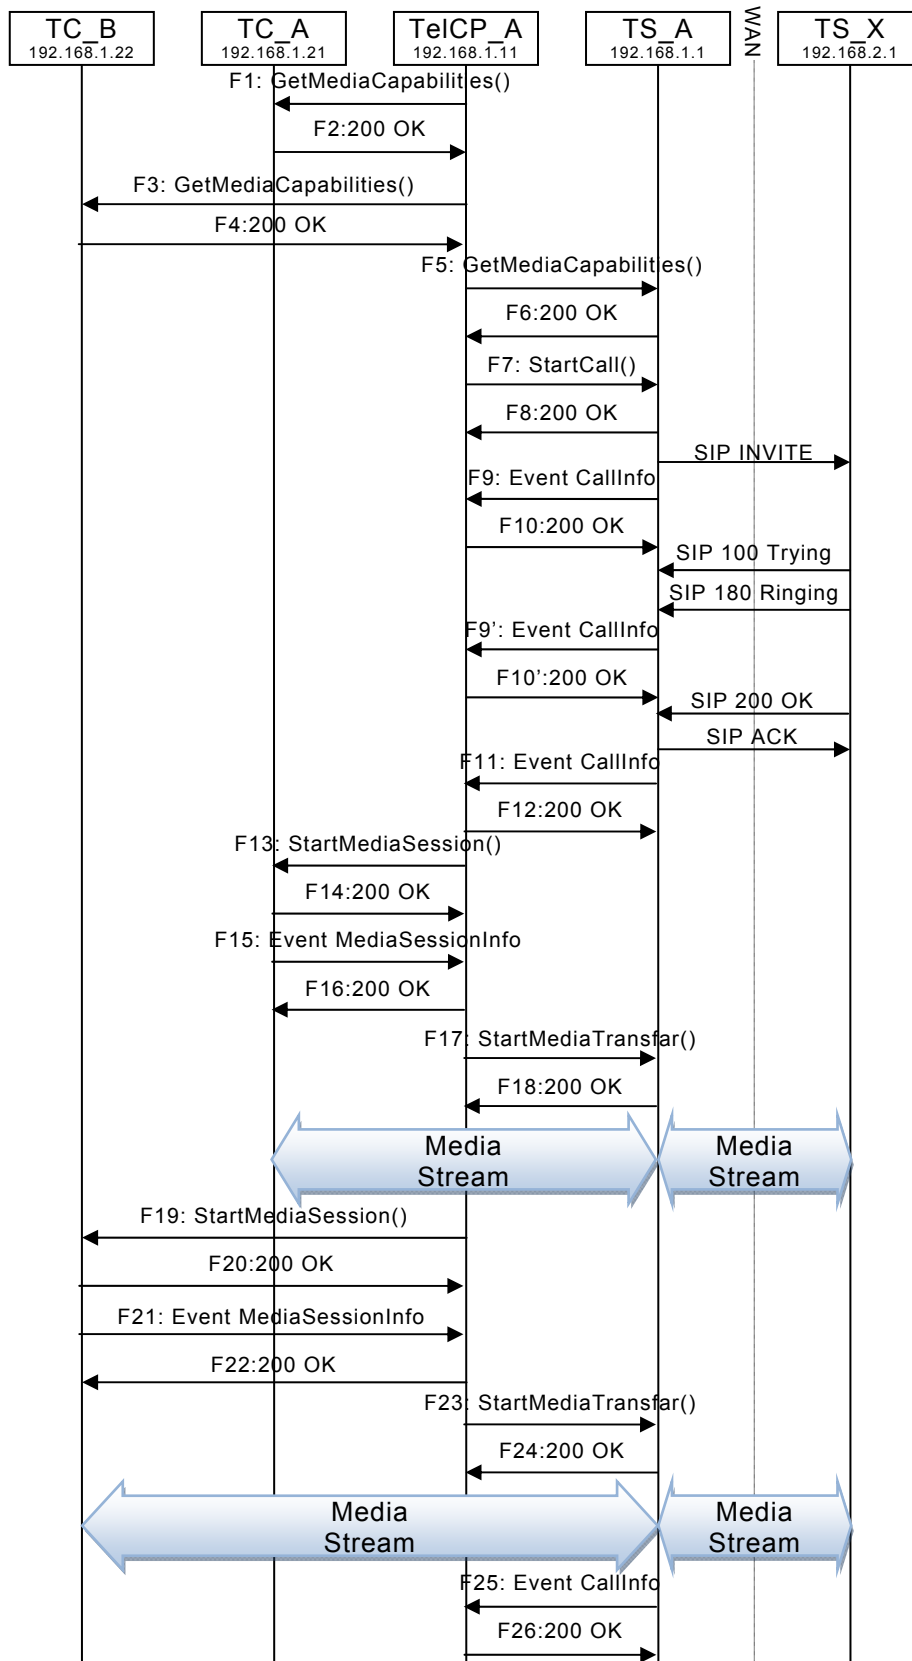 TC_B
192.168.1.22
TC_A
192.168.1.21
TelCP_A
192.168.1.11
TS_A
192.168.1.1
WAN
TS_X
192.168.2.1
F1: GetMediaCapabilities()
F2:200 OK
F3: GetMediaCapabilities()
F4:200 OK
F5: GetMediaCapabilities()
F6:200 OK
F7: StartCall()
F8:200 OK
SIP INVITE
F9: Event CallInfo
F10:200 OK
SIP 100 Trying
SIP 180 Ringing
F9’: Event CallInfo
F10':200 OK
SIP 200 OK
SIP ACK
F11: Event CallInfo
F12:200 OK
F13: StartMediaSession()
F14:200 OK
F15: Event MediaSessionInfo
F16:200 OK
F17: StartMediaTransfar()
F18:200 OK
Media
Stream
Media
Stream
F19: StartMediaSession()
F20:200 OK
F21: Event MediaSessionInfo
F22:200 OK
F23: StartMediaTransfar()
F24:200 OK
Media
Stream
Media
Stream
F25: Event CallInfo
F26:200 OK